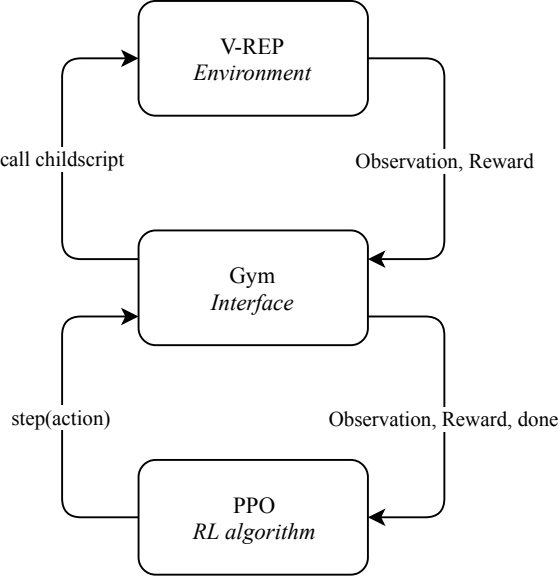 V-REP
Environment
call childscript
Observation, Reward
Gym
Interface
step(action)
Observation, Reward, done
PPO
RL algorithm